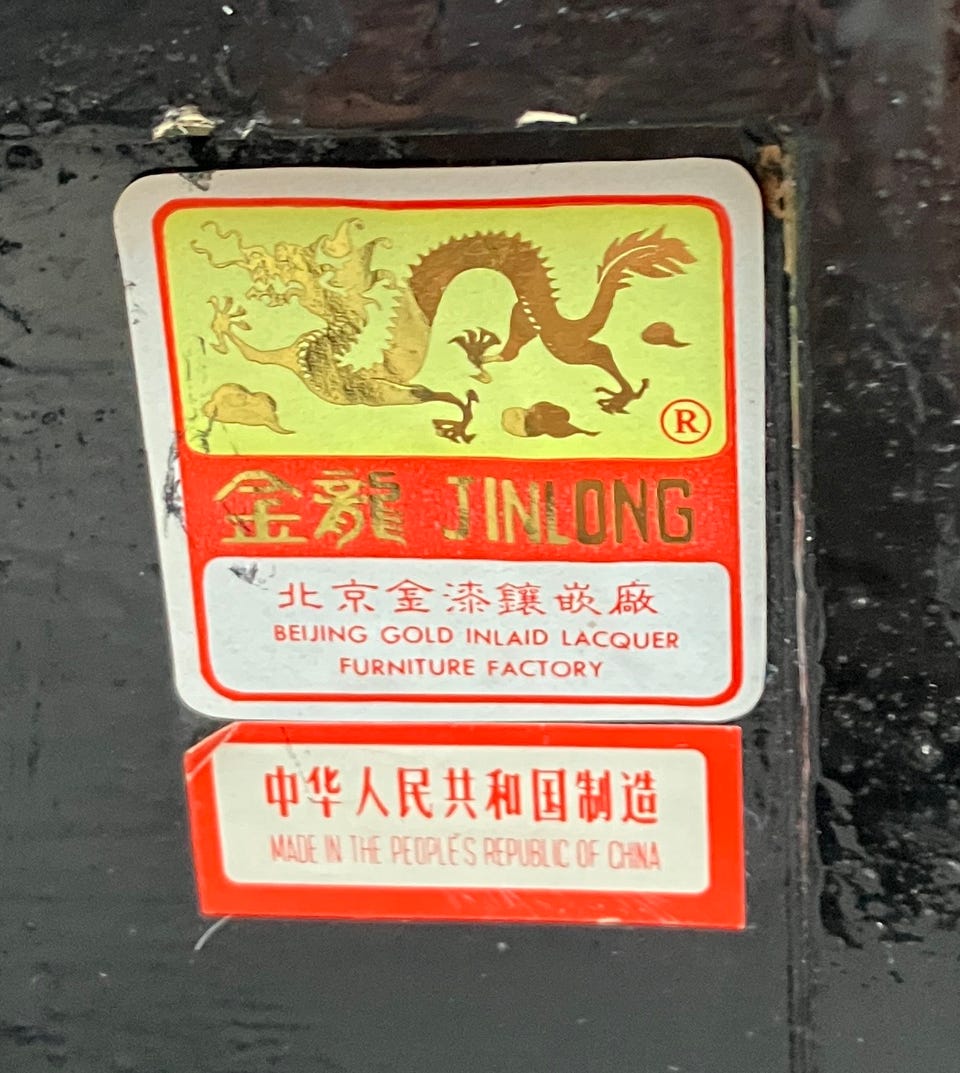 ®
金龍 JINLONG
北京金漆鑲嵌廠
BEIJING GOLD INLAID LACQUER
FURNITURE FACTORY
中华人民共和国制造
MADE IN THE PEOPLE'S REPUBLIC OF CHINA